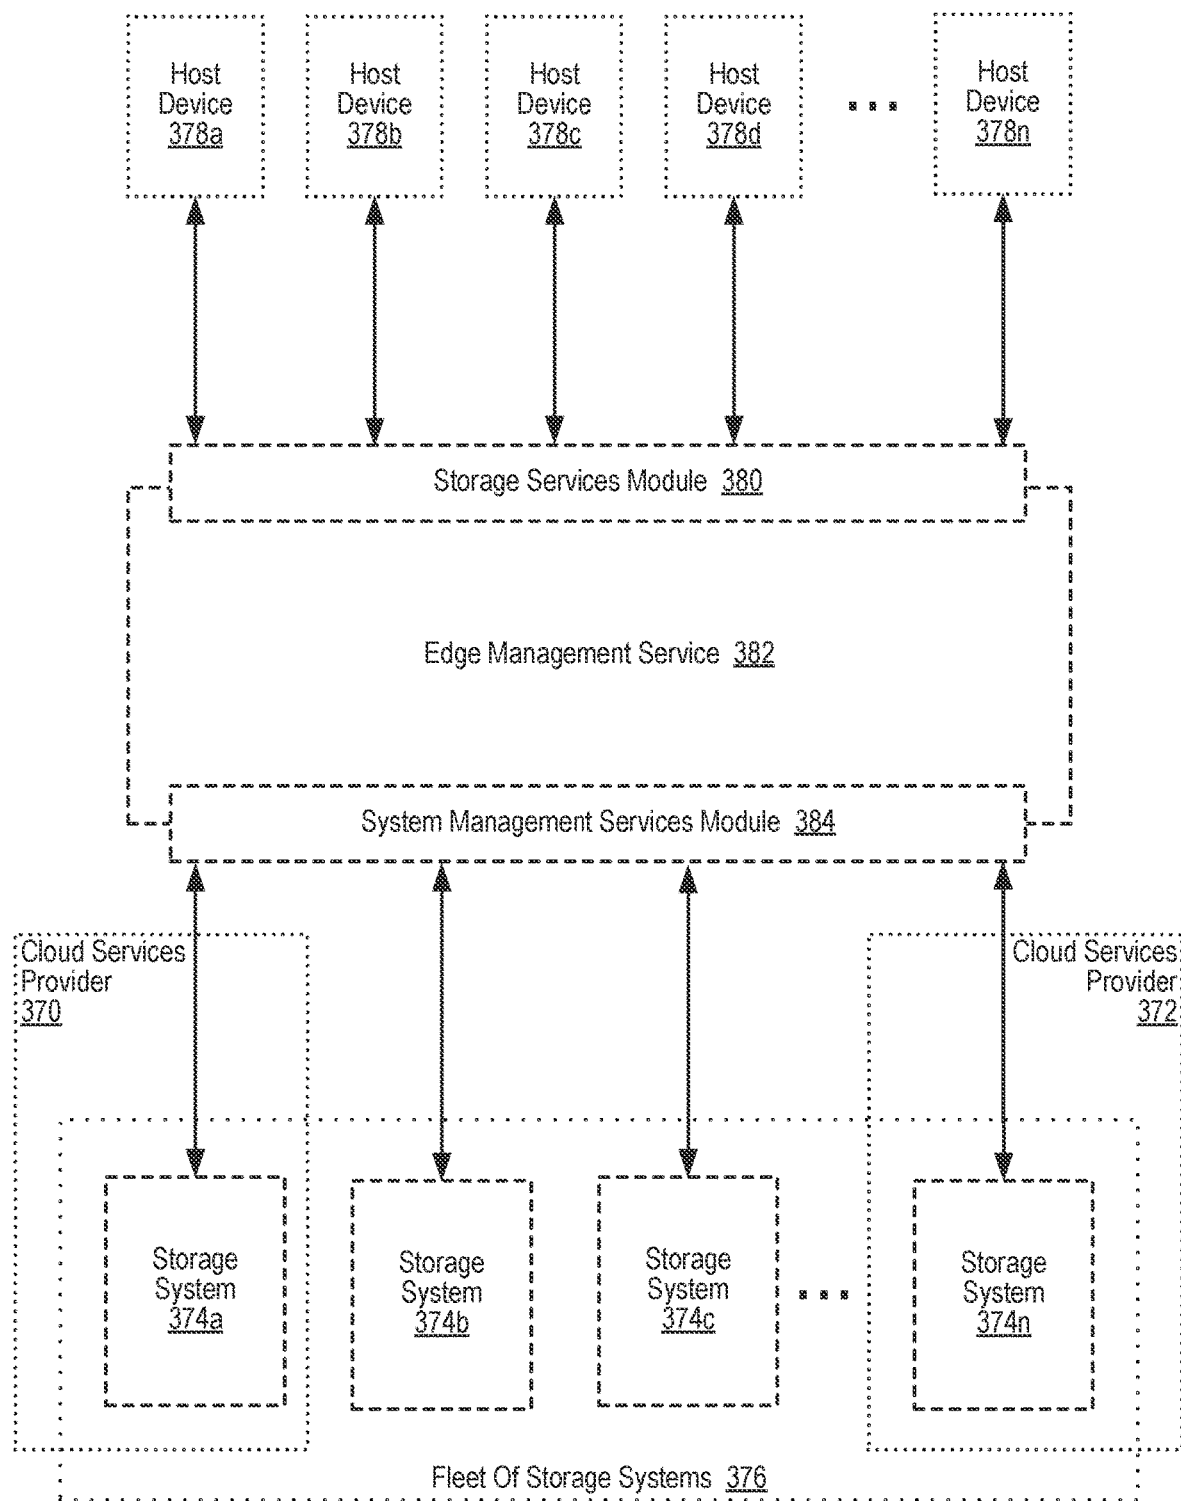 Host
Device
378a
Host
Device
378b
Host
Device
378c
Host
Device
378d
...
Host
Device
378n
Storage Services Module 380
Edge Management Service 382
System Management Services Module 384
Cloud Services
Provider
370
Cloud Services
Provider
372
Storage
System
374a
Storage
System
374b
Storage
System
374c
...
Storage
System
374n
Fleet Of Storage Systems 376